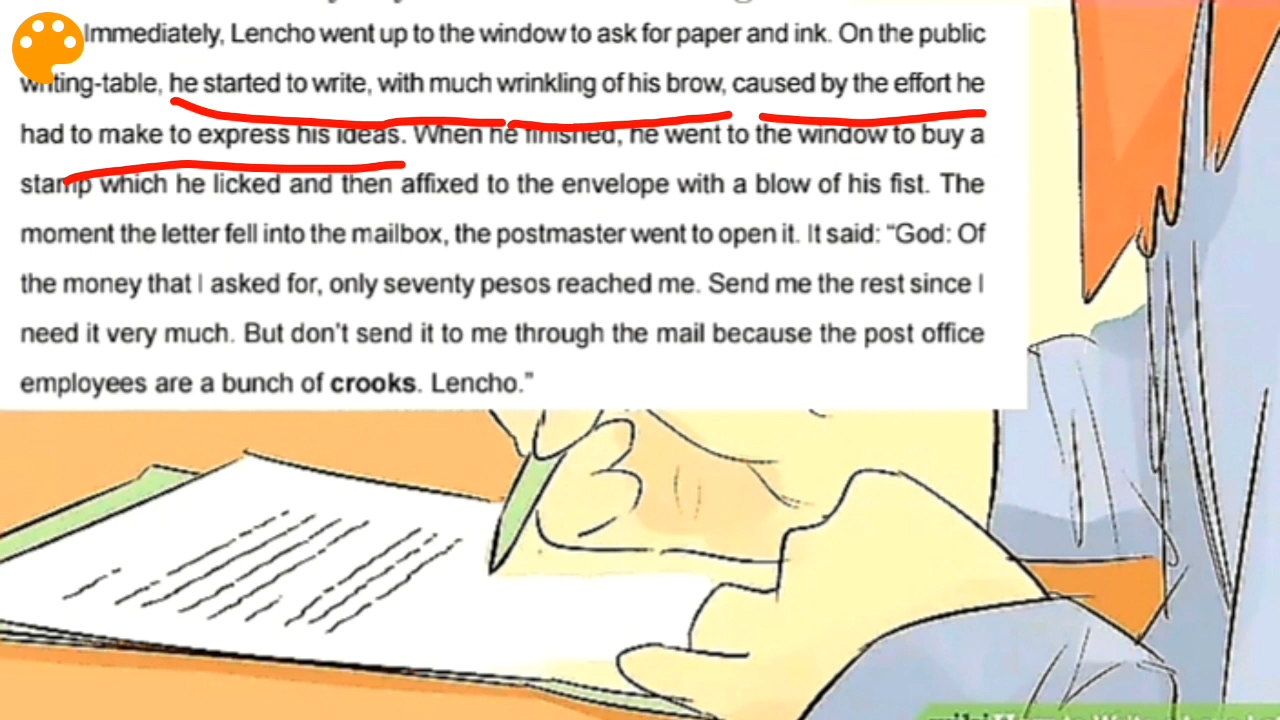 Immediately, Lencho went up to the window to ask for paper and ink. On the public
writing-table, he started to write, with much wrinkling of his brow, caused by the effort he
had to make to express his ideas. When he finished, he went to the window to buy a
stamp which he licked and then affixed to the envelope with a blow of his fist. The
moment the letter fell into the mailbox, the postmaster went to open it. It said: “God: Of
the money that I asked for, only seventy pesos reached me. Send me the rest since I
need it very much. But don’t send it to me through the mail because the post office
employees are a bunch of crooks. Lencho.”